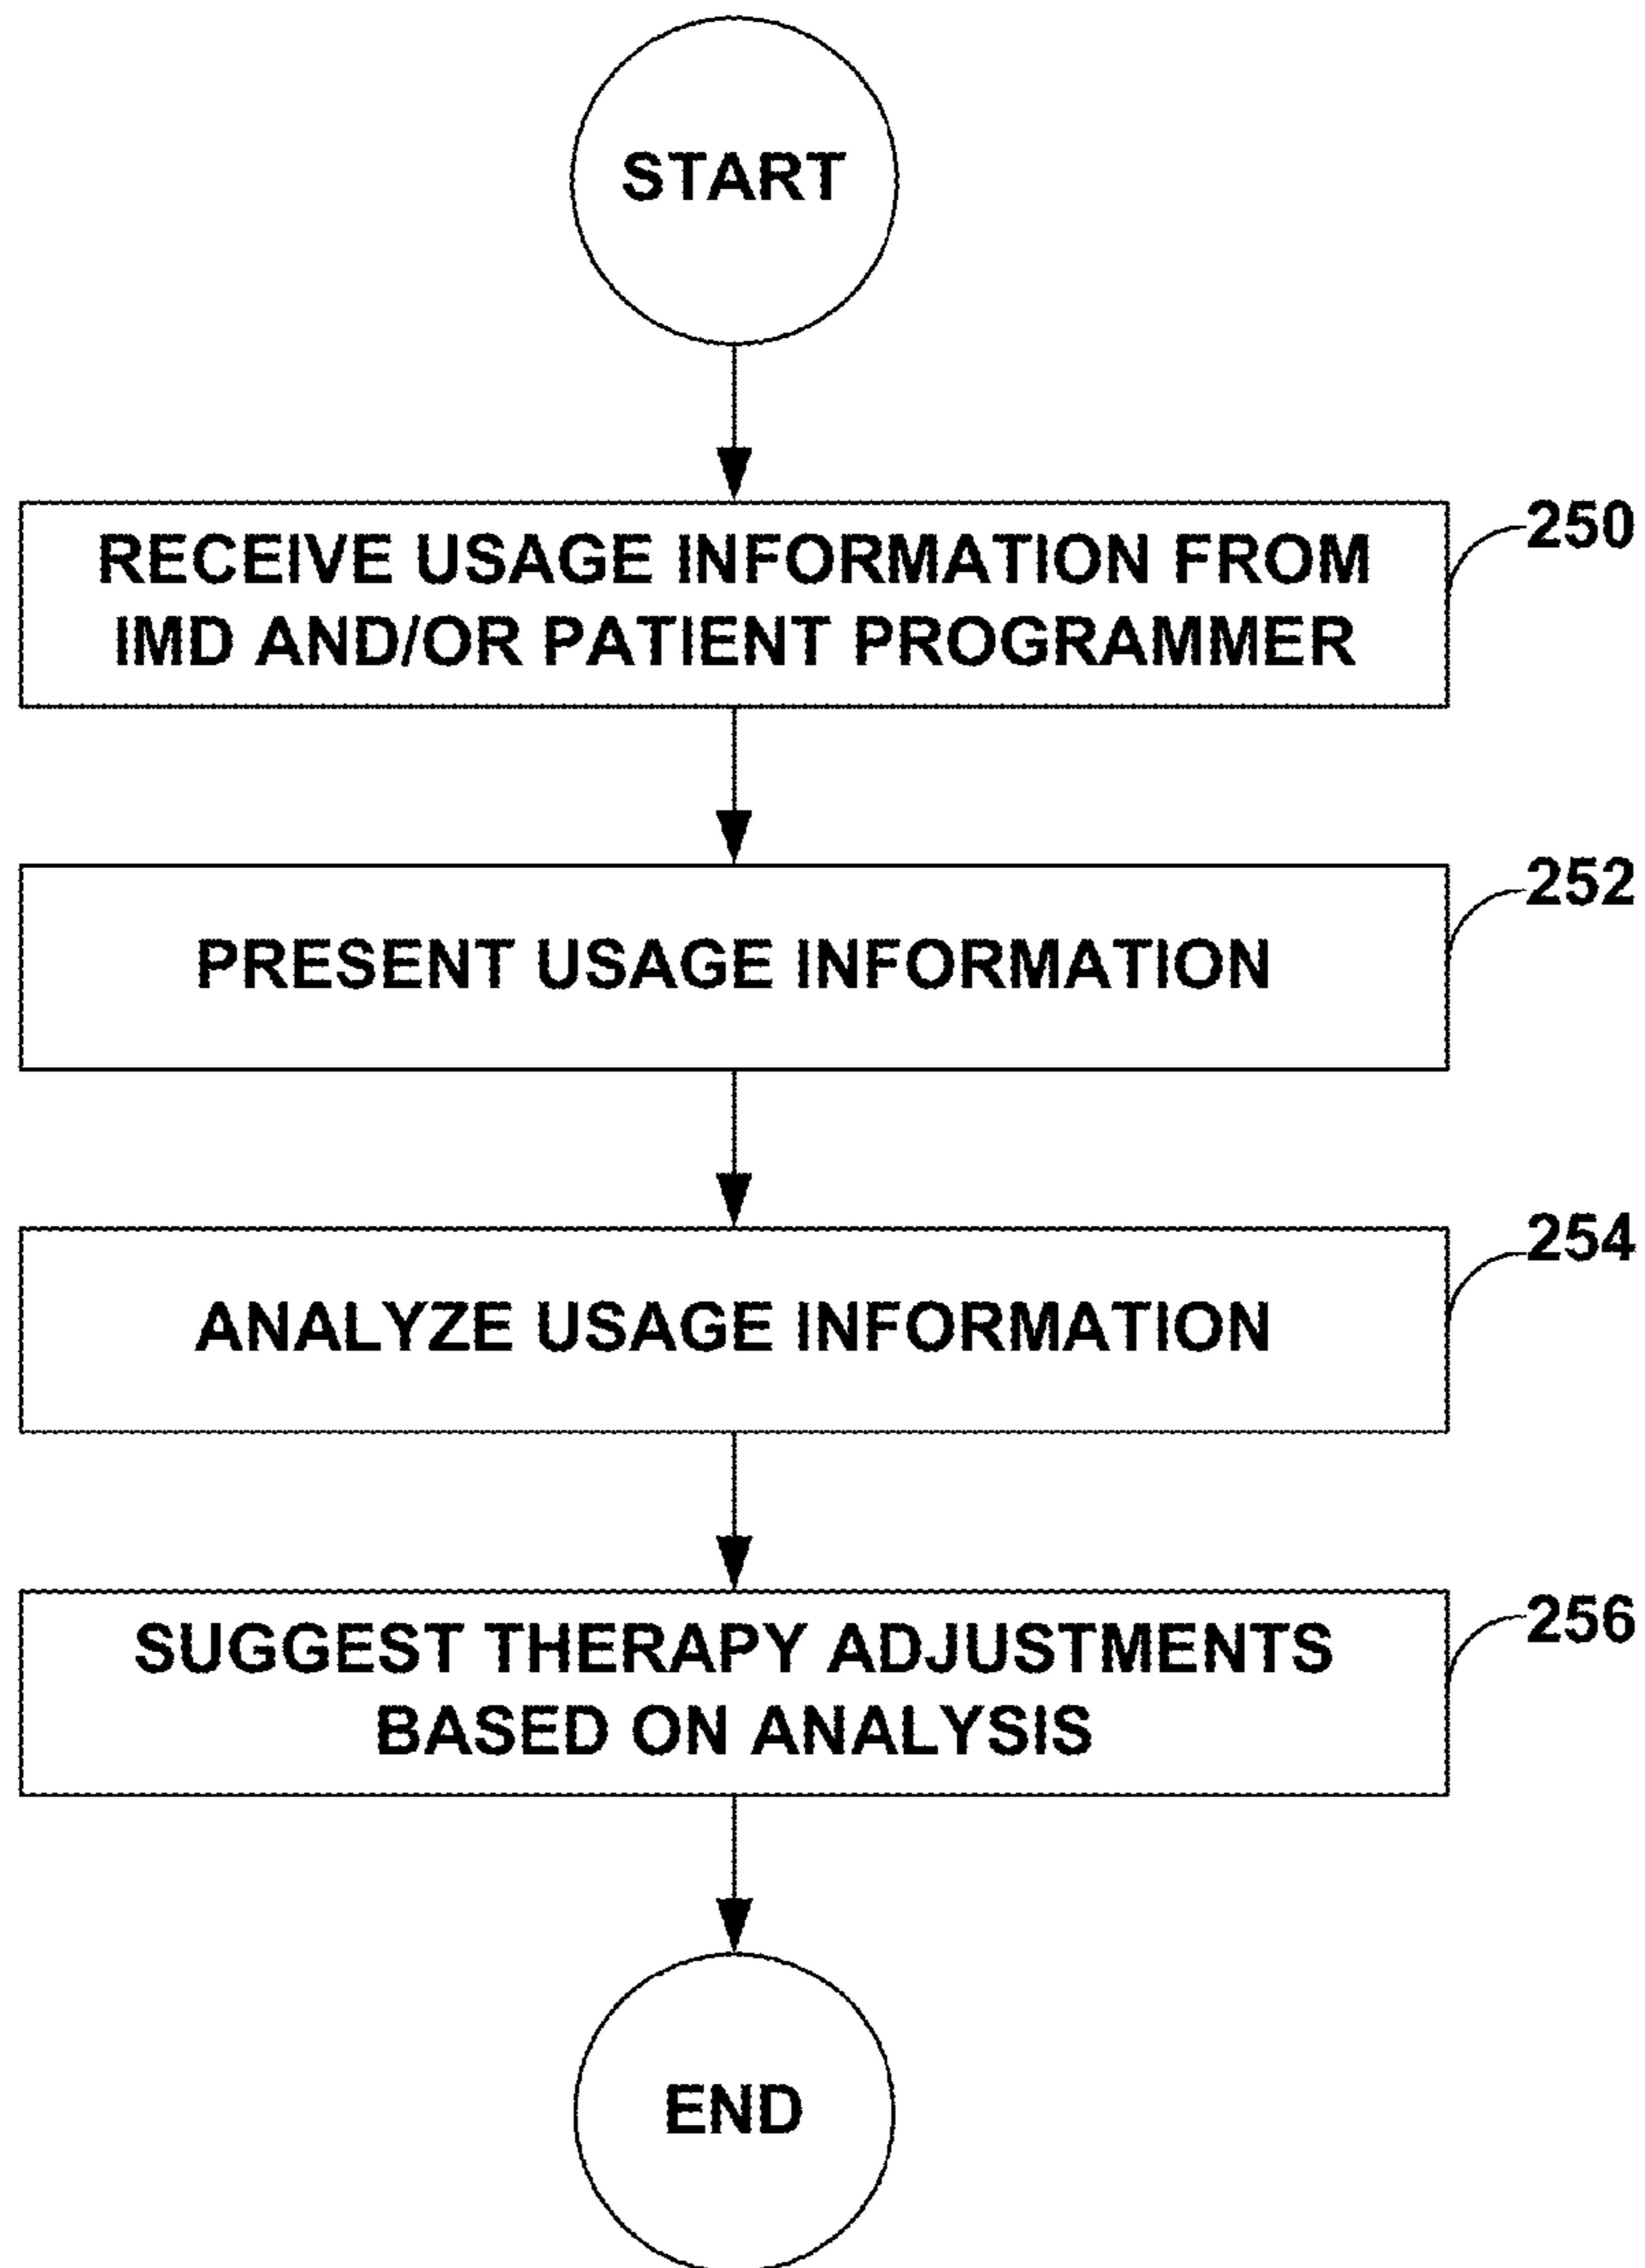 START
RECEIVE USAGE INFORMATION FROM
IMD AND/OR PATIENT PROGRAMMER
250
PRESENT USAGE INFORMATION
252
ANALYZE USAGE INFORMATION
254
SUGGEST THERAPY ADJUSTMENTS
BASED ON ANALYSIS
256
END